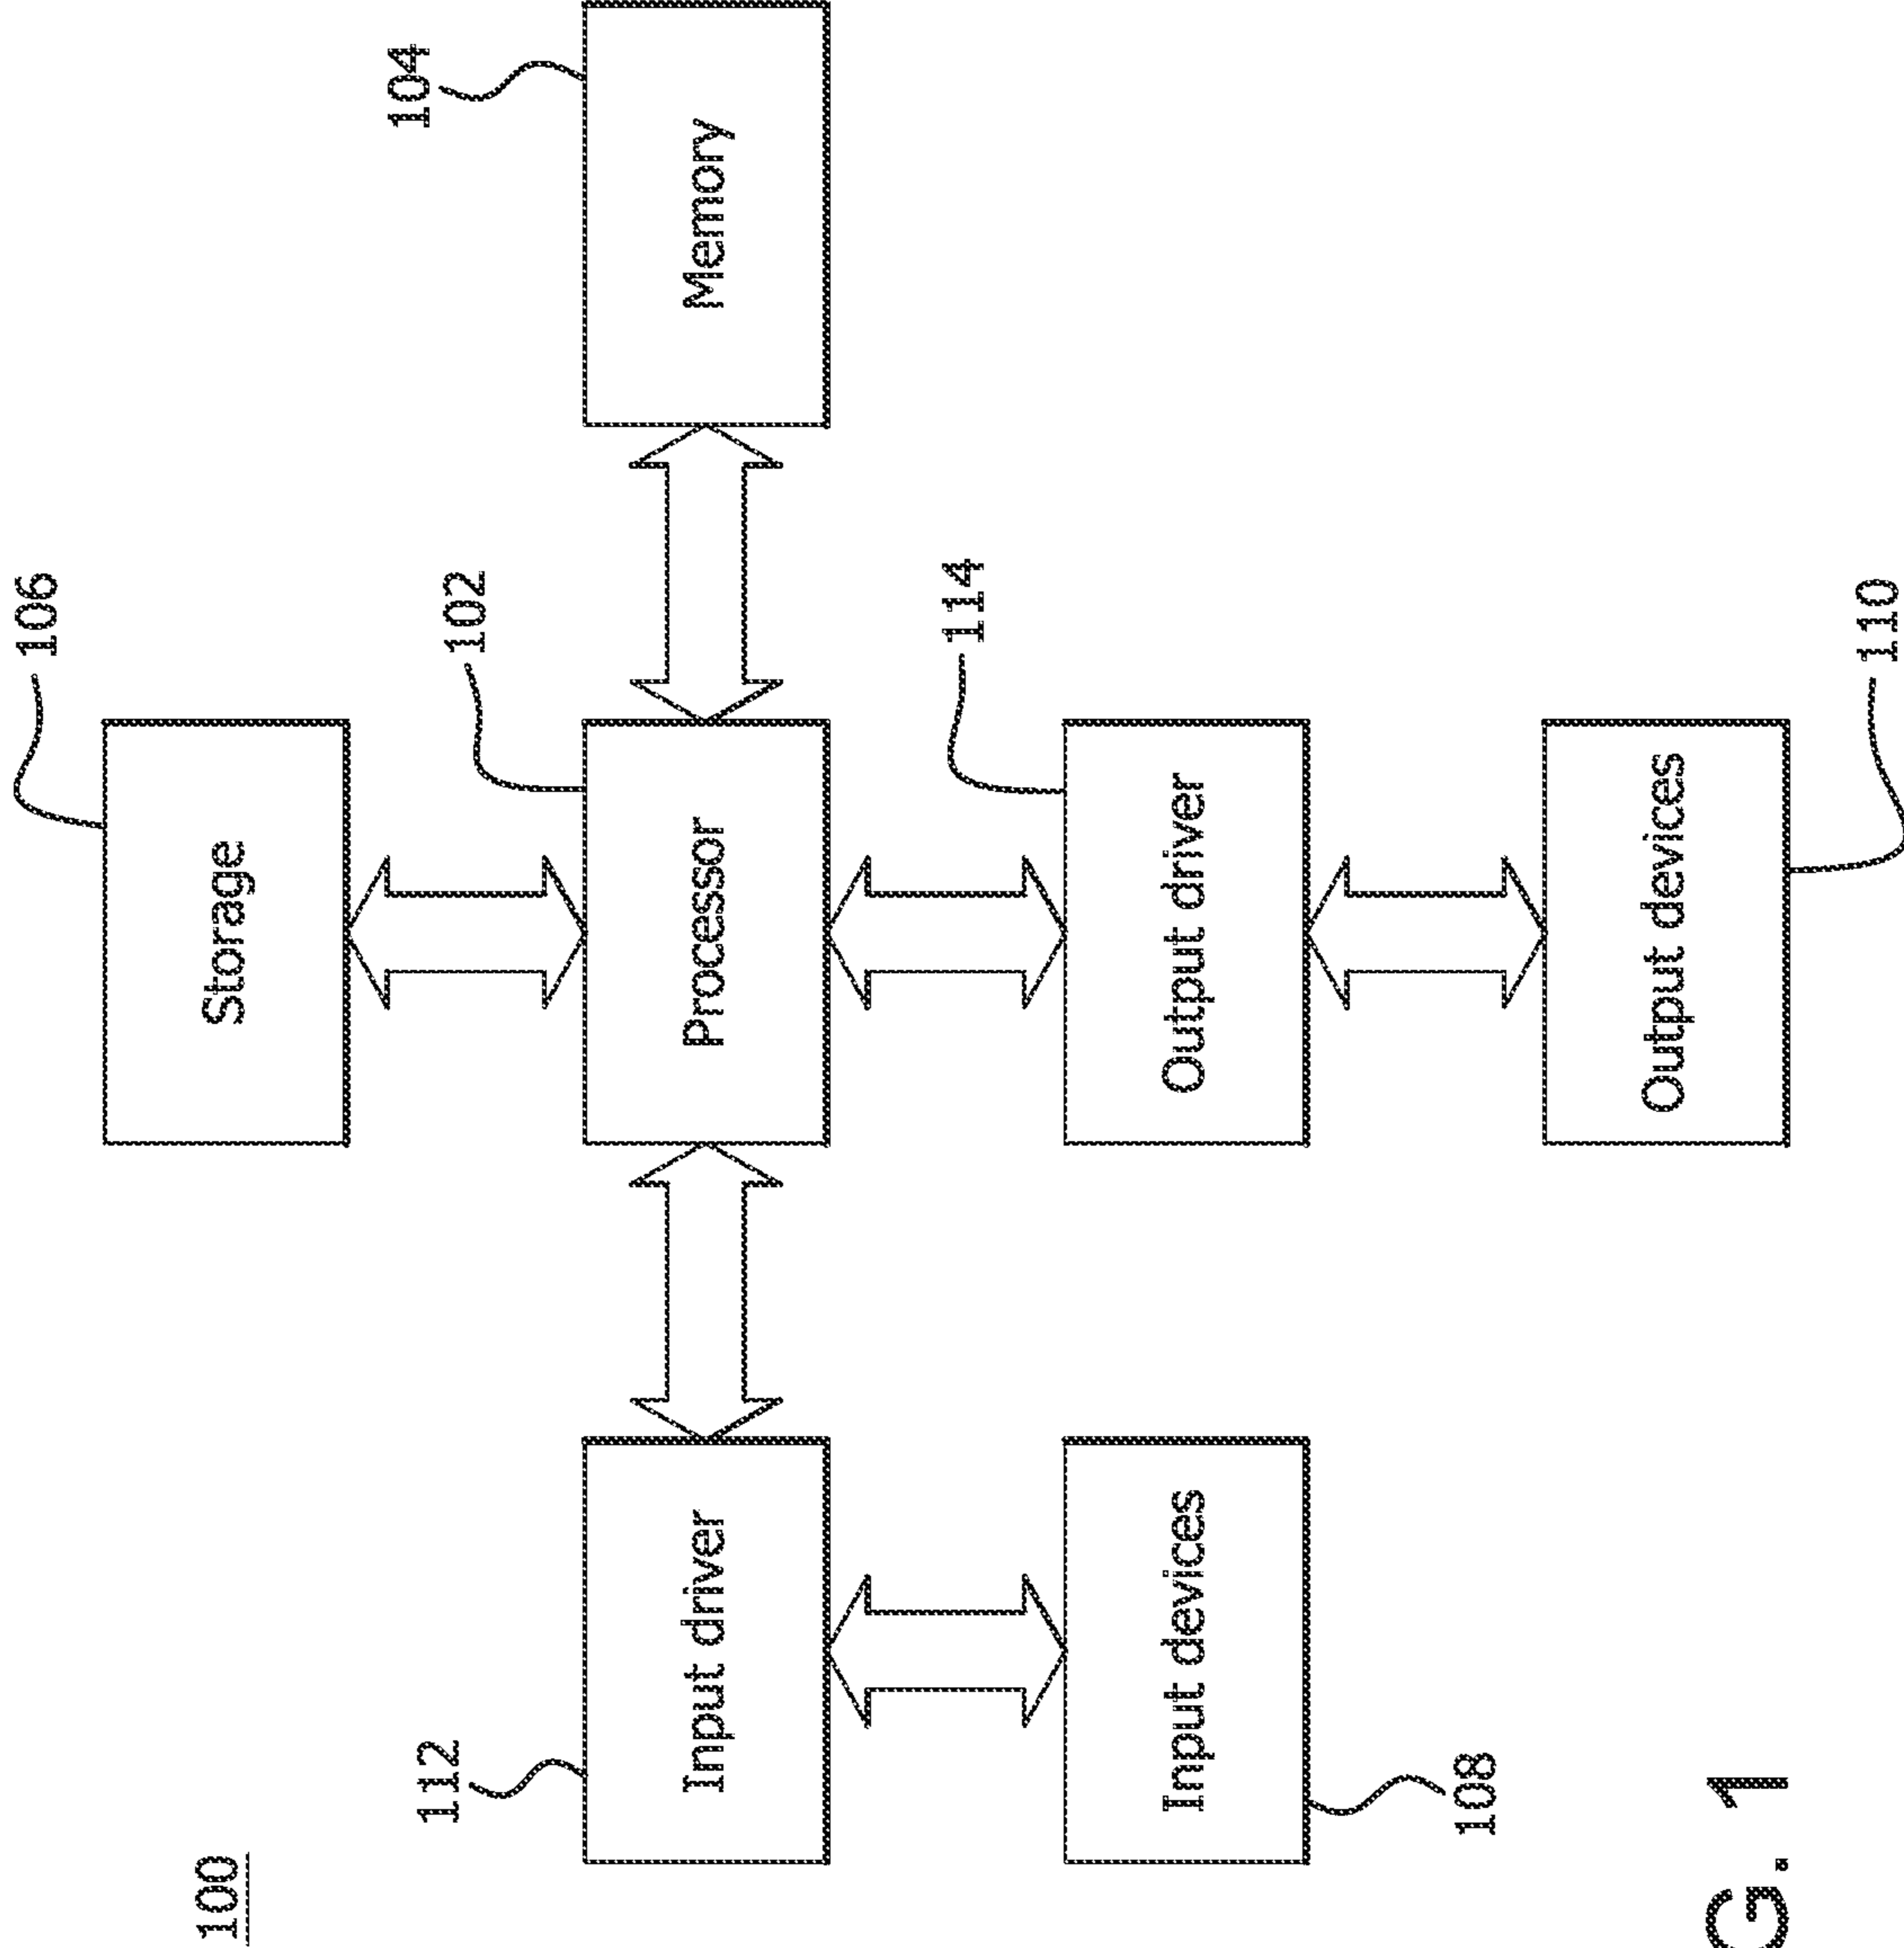 100
106
Storage
112
102
104
Input driver
Processor
Memory
114
Input devices
Output driver
108
Output devices
110
G. 1